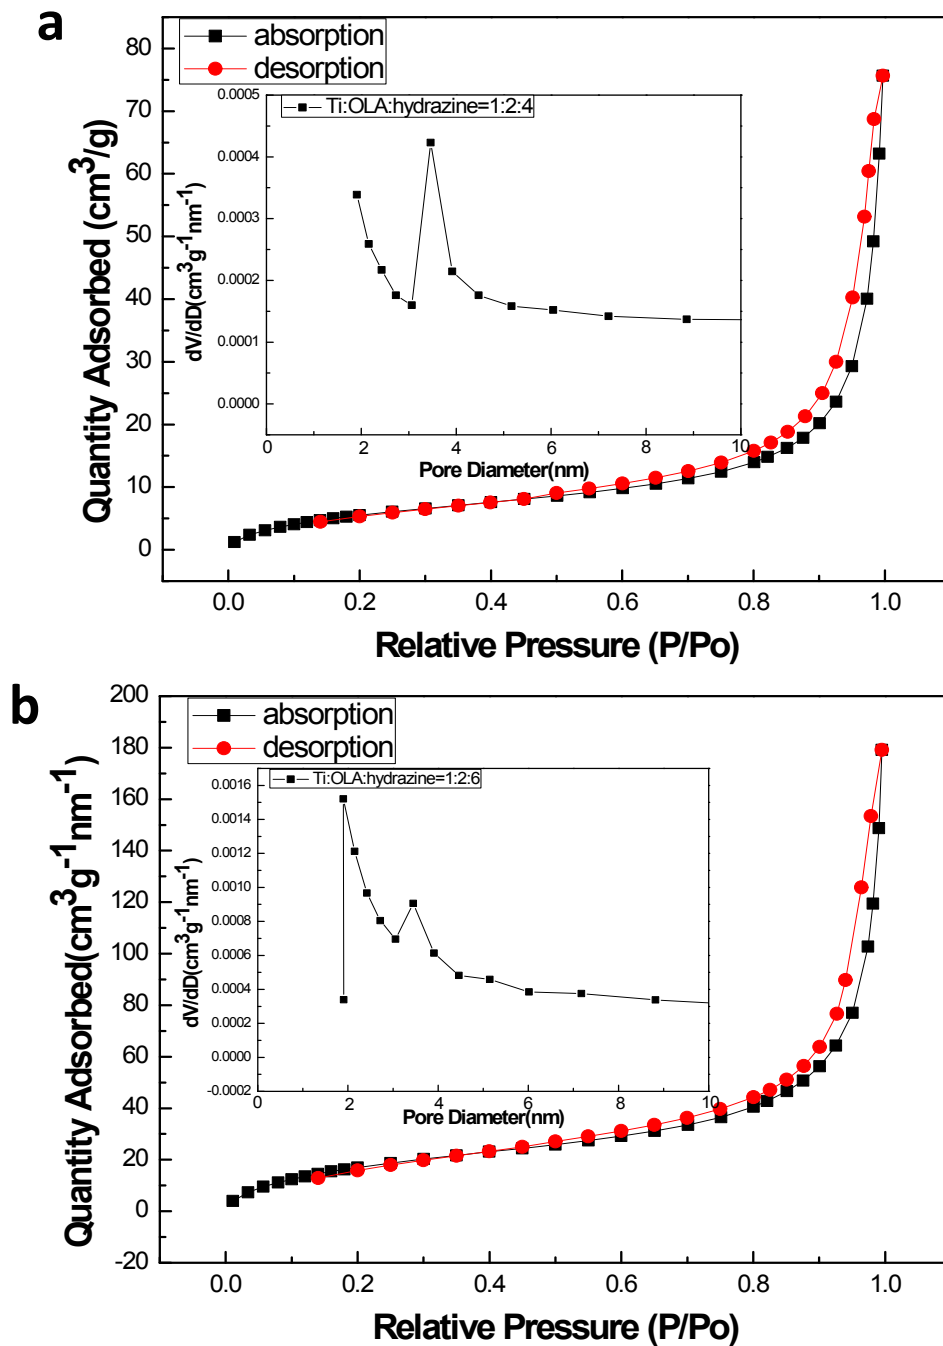 a
absorption
desorption
Quantity Adsorbed (cm³/g)
80
70
60
50
40
30
20
10
0
0.0 0.2 0.4 0.6 0.8 1.0
Relative Pressure (P/Po)
Ti:OLA:hydrazine=1:2:4
dV/dD(cm³g⁻¹nm⁻¹)
0.0005
0.0004
0.0003
0.0002
0.0001
0.0000
0 2 4 6 8 10
Pore Diameter(nm)
b
absorption
desorption
Quantity Adsorbed(cm³g⁻¹nm⁻¹)
200
180
160
140
120
100
80
60
40
20
0
-20
0.0 0.2 0.4 0.6 0.8 1.0
Relative Pressure (P/Po)
Ti:OLA:hydrazine=1:2:6
dV/dD(cm³g⁻¹nm⁻¹)
0.0016
0.0014
0.0012
0.0010
0.0008
0.0006
0.0004
0.0002
0.0000
-0.0002
0 2 4 6 8 10
Pore Diameter(nm)